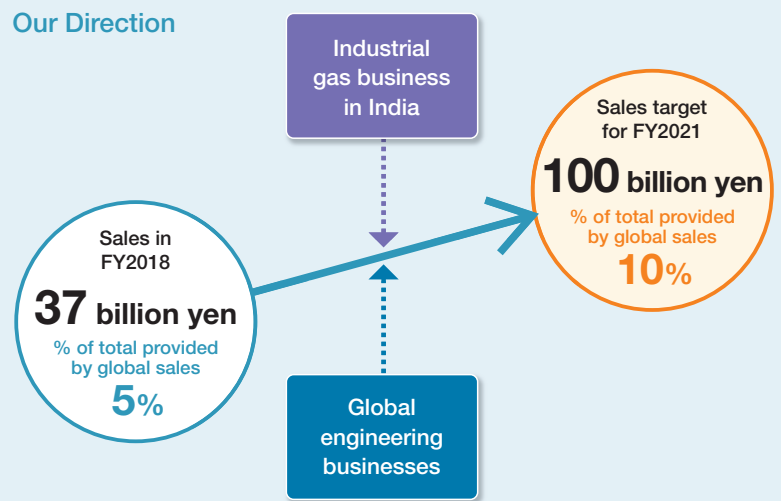 Our Direction
Industrial
gas business
in India
Sales target
for FY2021
100 billion yen
% of total provided
by global sales
10%
Sales in
FY2018
37 billion yen
% of total provided
by global sales
5%
Global
engineering
businesses